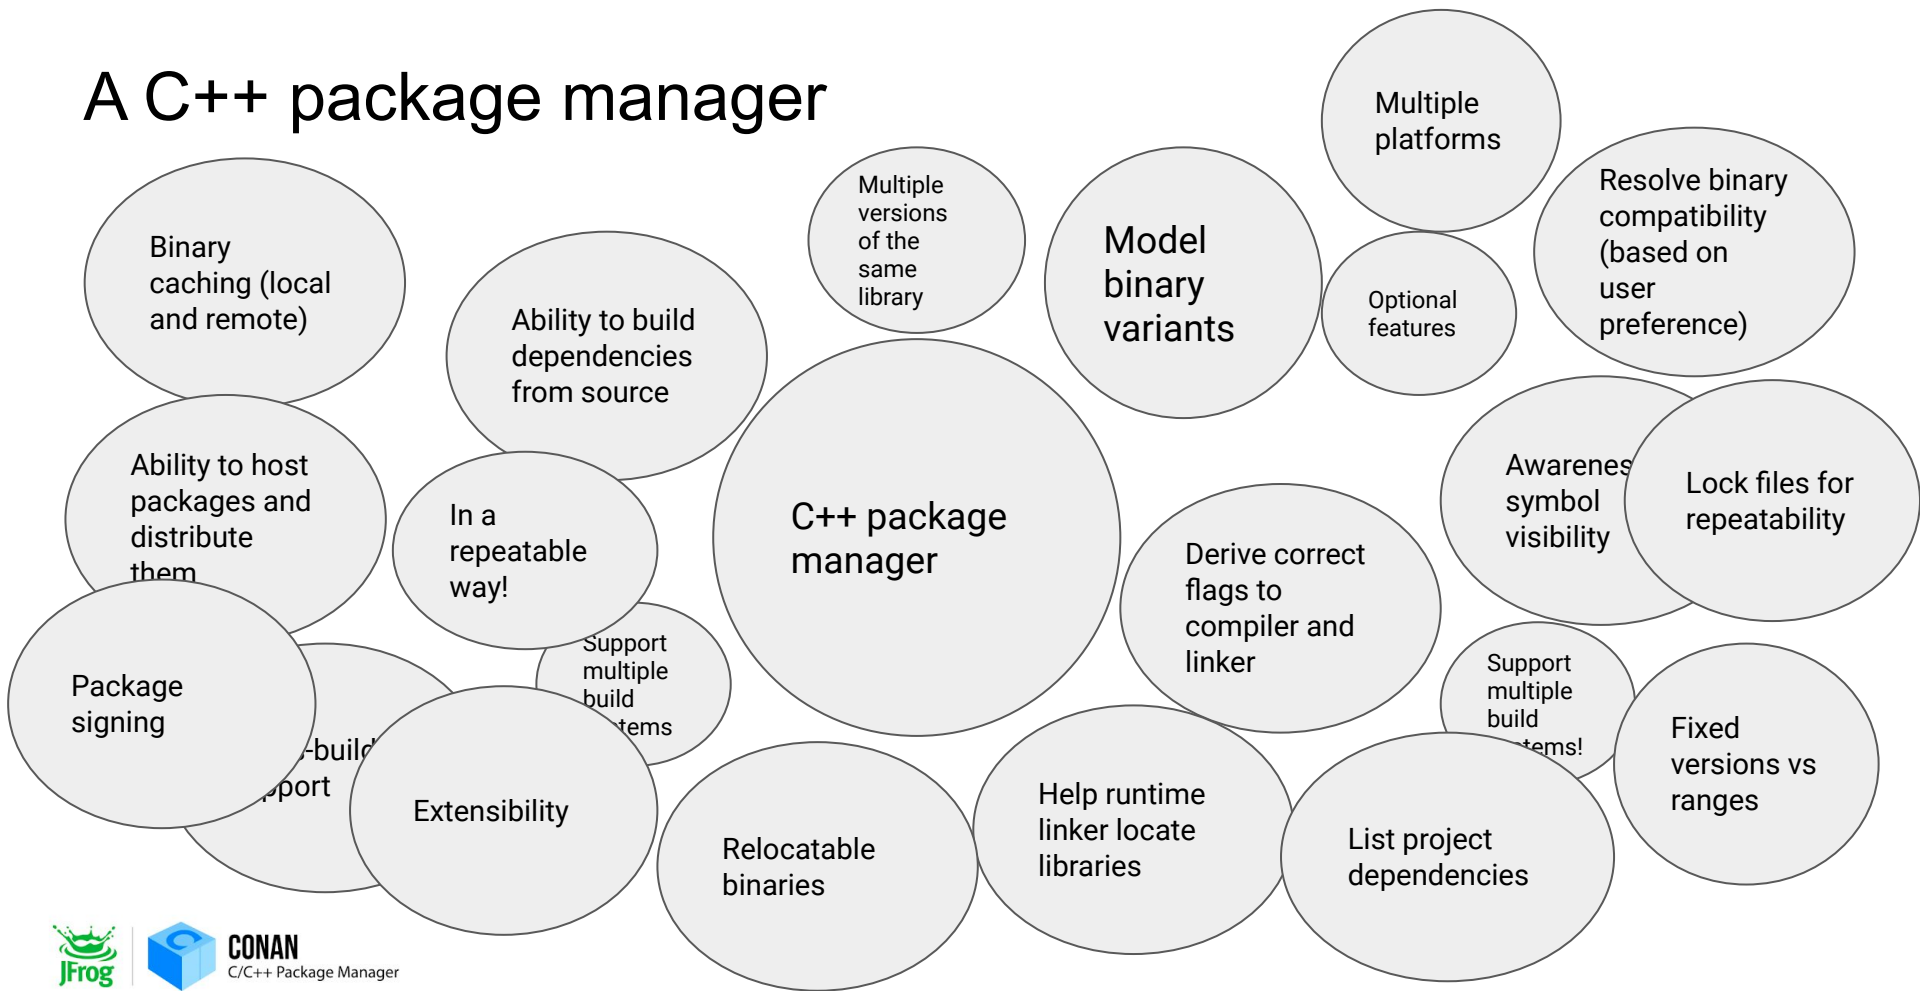 A C++ package manager
Multiple
platforms
Multiple
versions
of the
same
library
Model
binary
variants
Resolve binary
compatibility
(based on
user
preference)
Binary
caching (local
and remote)
Ability to build
dependencies
from source
Optional
features
Ability to host
packages and
distribute
them
In a
repeatable
way!
C++ package
manager
Derive correct
flags to
compiler and
linker
symbol
visibility
Lock files for
repeatability
Package
signing
-build
Support
multiple
build
Support
multiple
build
Fixed
versions vs
ranges
Extensibility
Relocatable
binaries
Help runtime
linker locate
libraries
List project
dependencies
JFrog
CONAN
C/C++ Package Manager